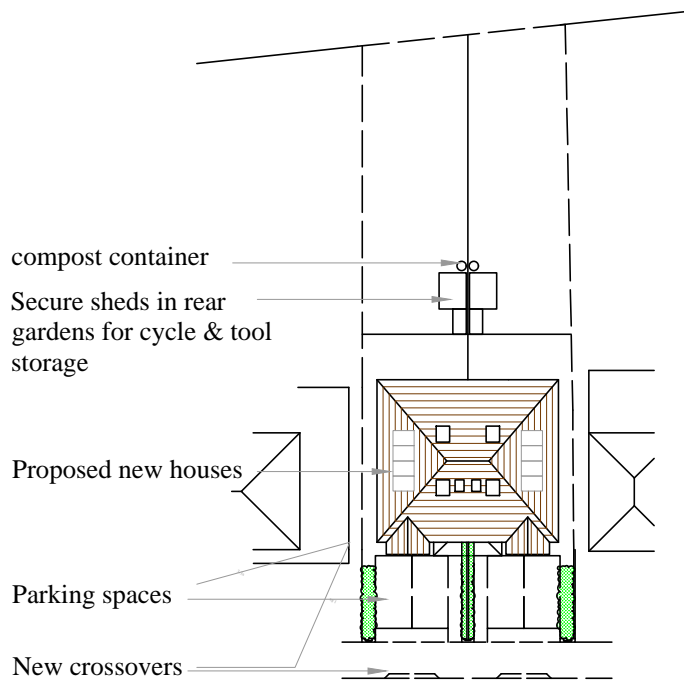 compost container
Secure sheds in rear
gardens for cycle & tool
storage
Proposed new houses
Parking spaces
New crossovers